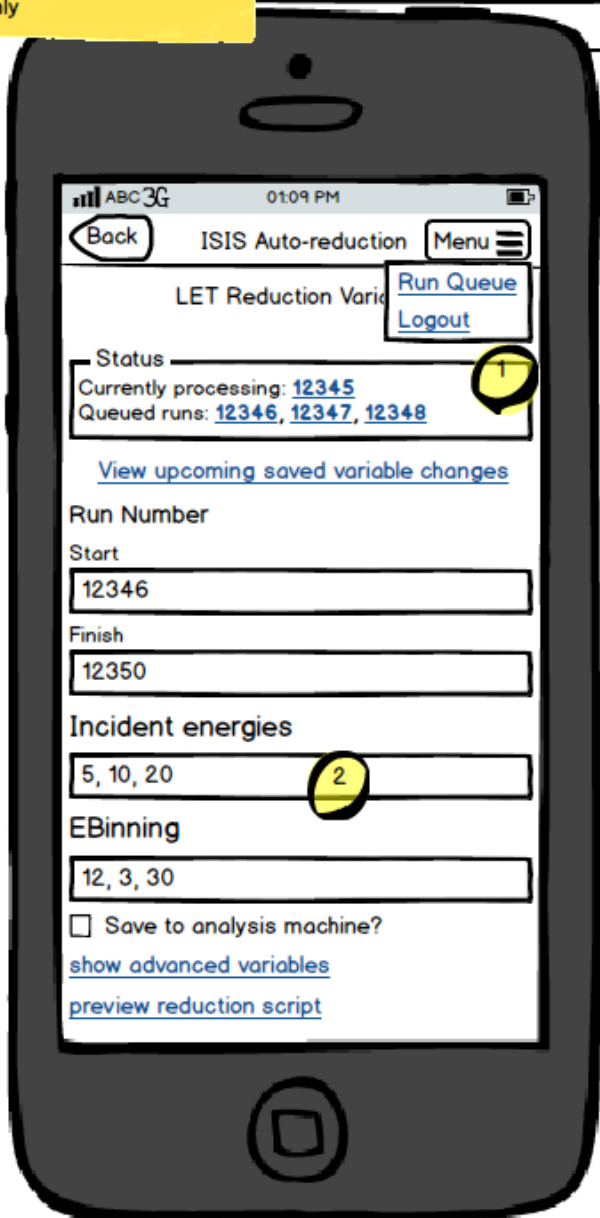 ABC 3G 01:09 PM
Back ISIS Auto-reduction Menu
Run Queue
Logout
LET Reduction
Status
1
Currently processing: 12345
Queued runs: 12346, 12347, 12348
View upcoming saved variable changes
Run Number
Start
12346
Finish
12350
Incident energies
5, 10, 20
2
EBinning
12, 3, 30
Save to analysis machine?
show advanced variables
preview reduction script